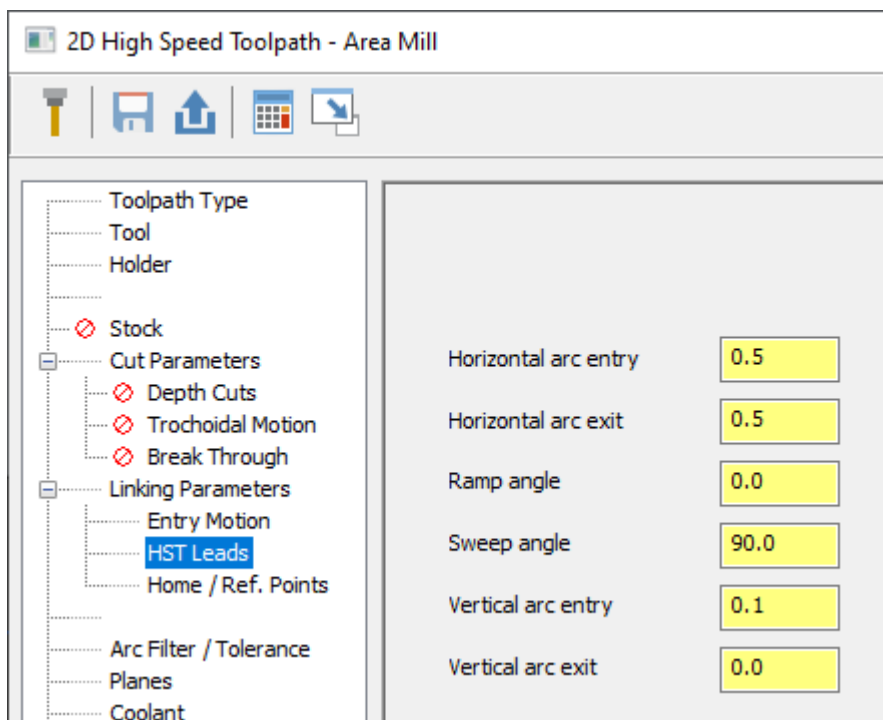 2D High Speed Toolpath - Area Mill
Toolpath Type
Tool
Holder
Stock
Cut Parameters
Depth Cuts
Trochoidal Motion
Break Through
Linking Parameters
Entry Motion
HST Leads
Home / Ref. Points
Arc Filter / Tolerance
Planes
Coolant
Horizontal arc entry 0.5
Horizontal arc exit 0.5
Ramp angle 0.0
Sweep angle 90.0
Vertical arc entry 0.1
Vertical arc exit 0.0